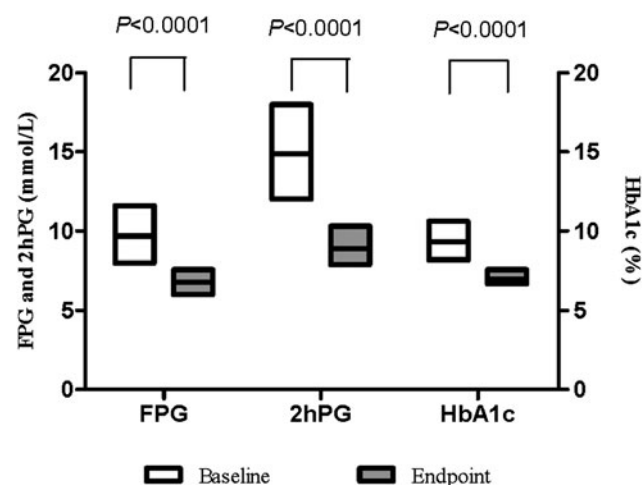 P<0.0001 P<0.0001 P<0.0001
20 20
15 15
10 10
5 5
0 0
FPG and 2hPG (mmol/L)
HbA1c (%)
FPG 2hPG HbA1c
Baseline Endpoint